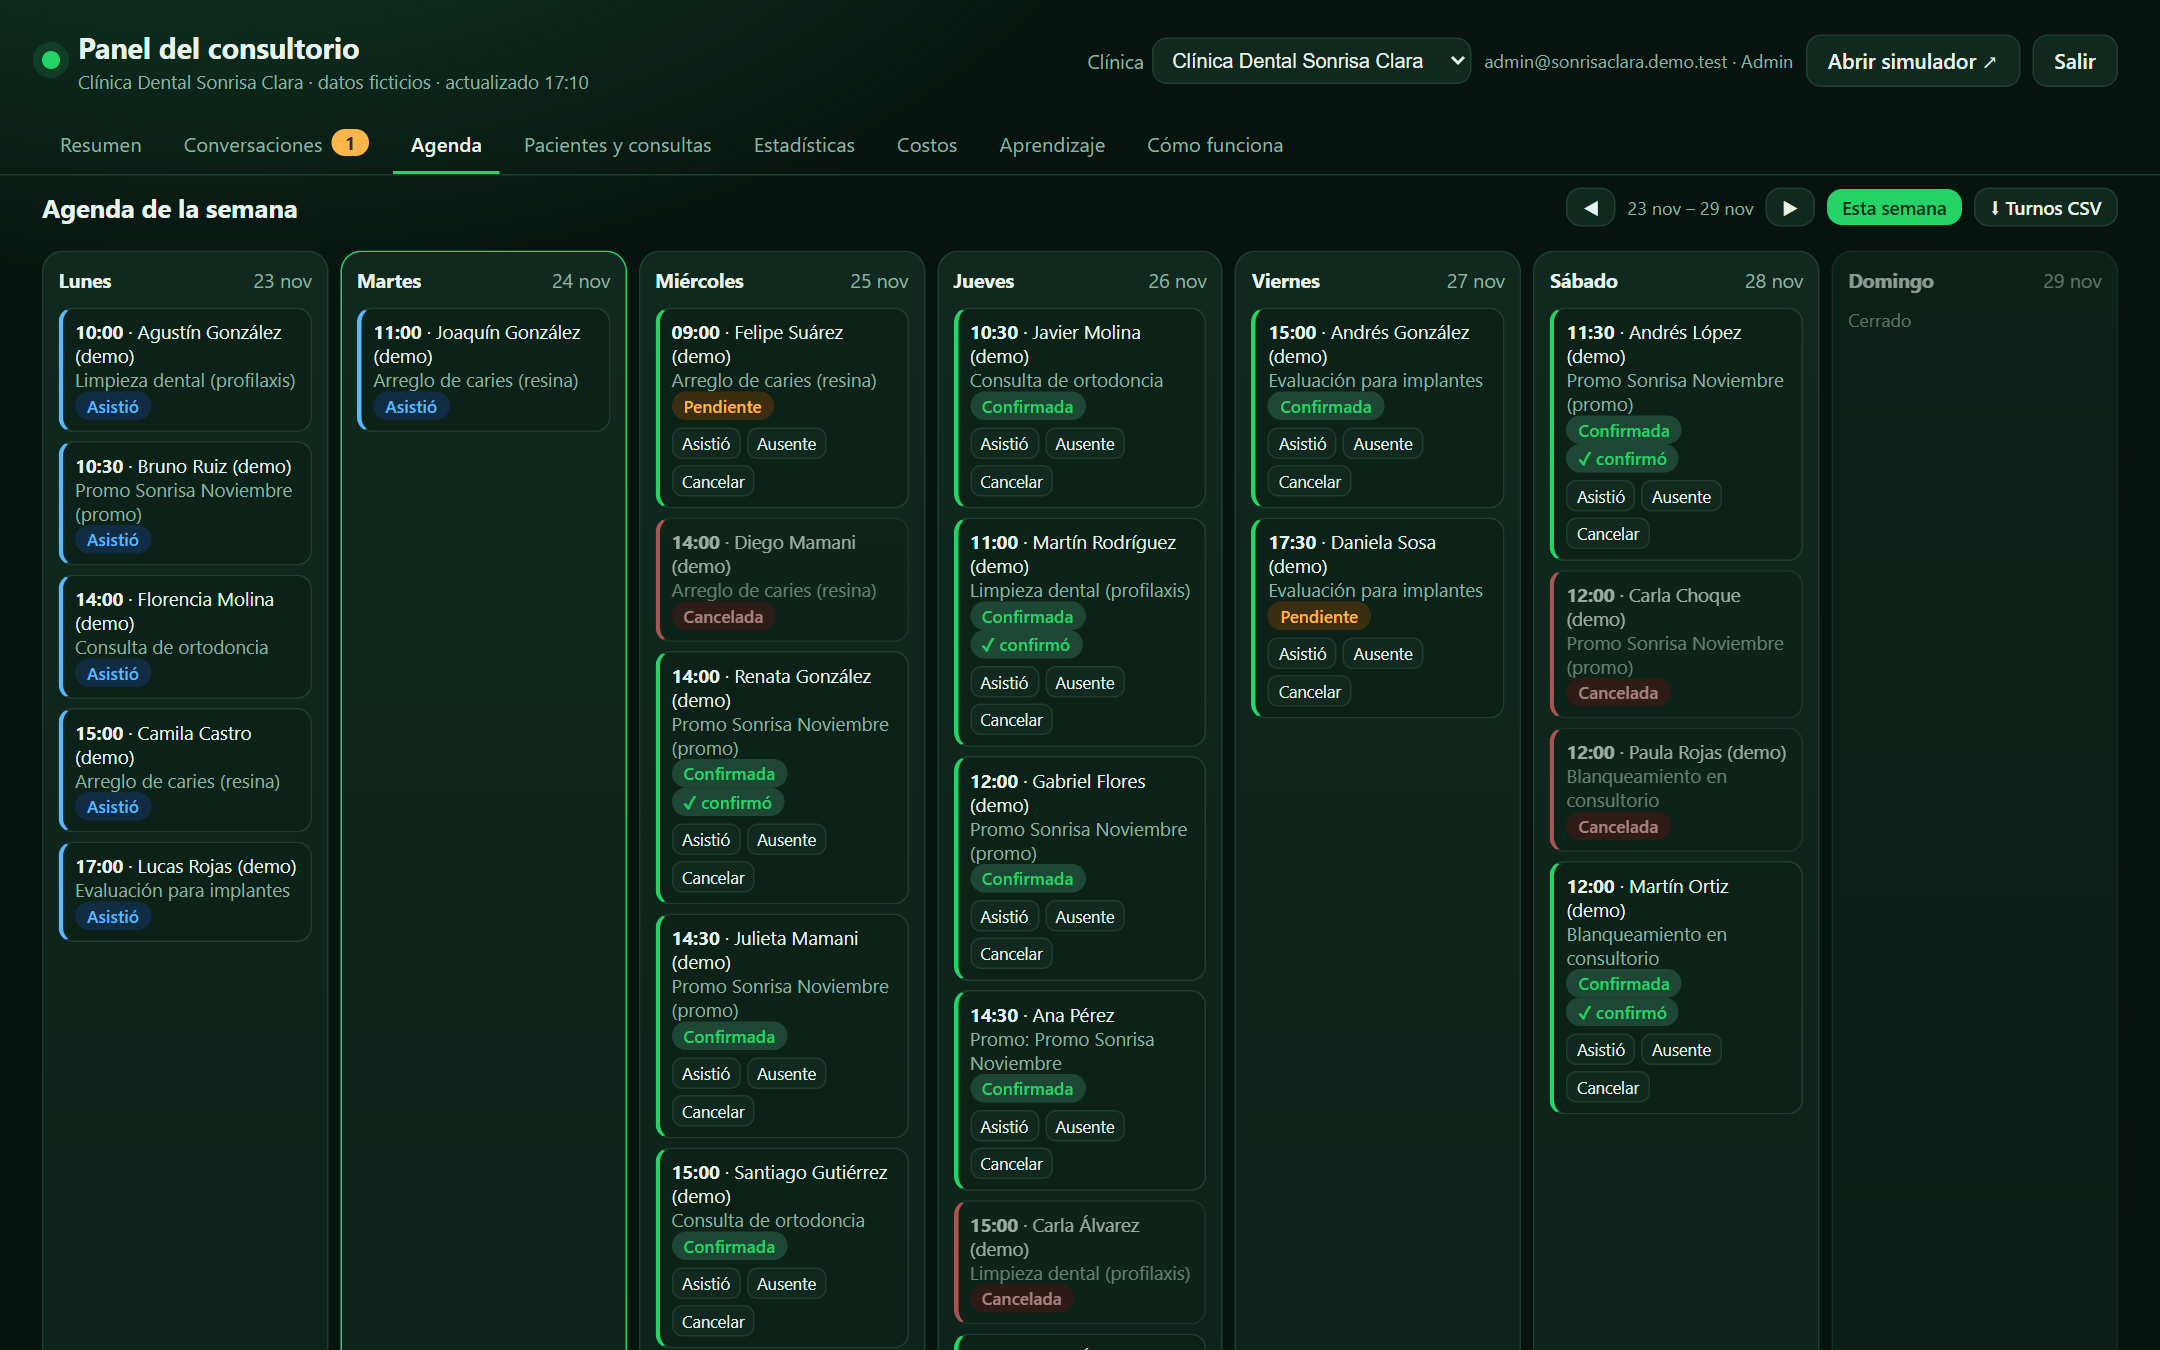 Panel del consultorio
Clínica Dental Sonrisa Clara · datos ficticios · actualizado 17:10
Clínica
Clínica Dental Sonrisa Clara
admin@sonrisaclara.demo.test · Admin
Abrir simulador ↗
Salir
Resumen
Conversaciones 1
Agenda
Pacientes y consultas
Estadísticas
Costos
Aprendizaje
Cómo funciona
Agenda de la semana
◀ 23 nov – 29 nov ▶
Esta semana
⬇ Turnos CSV
Lunes 23 nov
10:00 · Agustín González
(demo)
Limpieza dental (profilaxis)
Asistió
10:30 · Bruno Ruiz (demo)
Promo Sonrisa Noviembre
(promo)
Asistió
14:00 · Florencia Molina
(demo)
Consulta de ortodoncia
Asistió
15:00 · Camila Castro
(demo)
Arreglo de caries (resina)
Asistió
17:00 · Lucas Rojas (demo)
Evaluación para implantes
Asistió
Martes 24 nov
11:00 · Joaquín González
(demo)
Arreglo de caries (resina)
Asistió
Miércoles 25 nov
09:00 · Felipe Suárez
(demo)
Arreglo de caries (resina)
Pendiente
Asistió Ausente
Cancelar
14:00 · Diego Mamani
(demo)
Arreglo de caries (resina)
Cancelada
14:00 · Renata González
(demo)
Promo Sonrisa Noviembre
(promo)
Confirmada
✓ confirmó
Asistió Ausente
Cancelar
14:30 · Julieta Mamani
(demo)
Promo Sonrisa Noviembre
(promo)
Confirmada
Asistió Ausente
Cancelar
15:00 · Santiago Gutiérrez
(demo)
Consulta de ortodoncia
Confirmada
Asistió Ausente
Cancelar
Jueves 26 nov
10:30 · Javier Molina
(demo)
Consulta de ortodoncia
Confirmada
Asistió Ausente
Cancelar
11:00 · Martín Rodríguez
(demo)
Limpieza dental (profilaxis)
Confirmada
✓ confirmó
Asistió Ausente
Cancelar
12:00 · Gabriel Flores
(demo)
Promo Sonrisa Noviembre
(promo)
Confirmada
Asistió Ausente
Cancelar
14:30 · Ana Pérez
Promo: Promo Sonrisa
Noviembre
Confirmada
Asistió Ausente
Cancelar
15:00 · Carla Álvarez
(demo)
Limpieza dental (profilaxis)
Cancelada
Viernes 27 nov
15:00 · Andrés González
(demo)
Evaluación para implantes
Confirmada
Asistió Ausente
Cancelar
17:30 · Daniela Sosa
(demo)
Evaluación para implantes
Pendiente
Asistió Ausente
Cancelar
Sábado 28 nov
11:30 · Andrés López
(demo)
Promo Sonrisa Noviembre
(promo)
Confirmada
✓ confirmó
Asistió Ausente
Cancelar
12:00 · Carla Choque
(demo)
Promo Sonrisa Noviembre
(promo)
Cancelada
12:00 · Paula Rojas (demo)
Blanqueamiento en
consultorio
Cancelada
12:00 · Martín Ortiz
(demo)
Blanqueamiento en
consultorio
Confirmada
✓ confirmó
Asistió Ausente
Cancelar
Domingo 29 nov
Cerrado